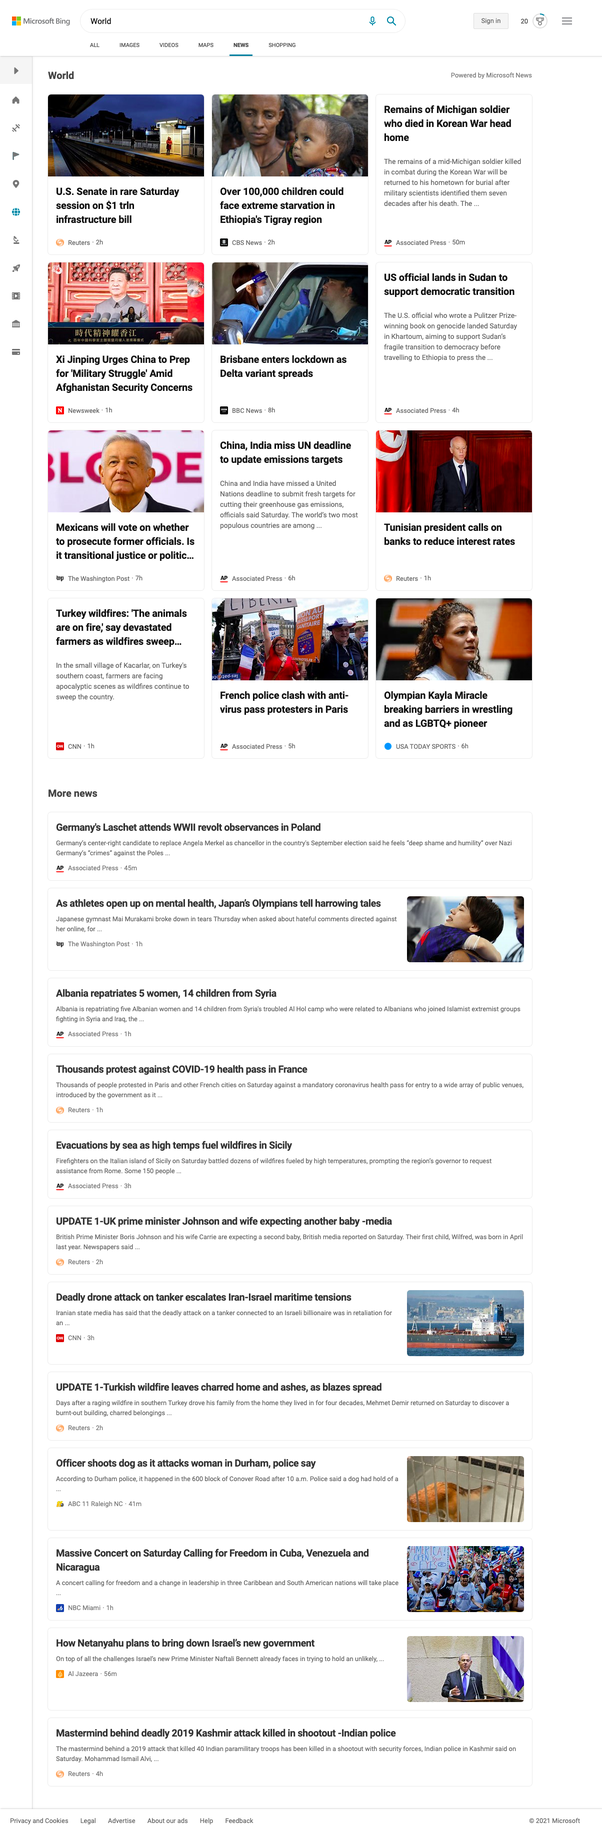 Microsoft Bing
World
Sign in
20
ALL
IMAGES
VIDEOS
MAPS
NEWS
SHOPPING
World
Powered by Microsoft News
U.S. Senate in rare Saturday
session on $1 trln
infrastructure bill
Reuters · 2h
Over 100,000 children could
face extreme starvation in
Ethiopia's Tigray region
CBS News · 2h
Remains of Michigan soldier
who died in Korean War head
home
The remains of a mid-Michigan soldier killed
in combat during the Korean War will be
returned to his hometown for burial after
military scientists identified them seven
decades after his death. The ...
AP Associated Press · 50m
時代精神耀香江
Xi Jinping Urges China to Prep
for 'Military Struggle' Amid
Afghanistan Security Concerns
N Newsweek · 1h
Brisbane enters lockdown as
Delta variant spreads
BBC News · 8h
US official lands in Sudan to
support democratic transition
The U.S. official who wrote a Pulitzer Prize-
winning book on genocide landed Saturday
in Khartoum, aiming to support Sudan's
fragile transition to democracy before
travelling to Ethiopia to press the ...
AP Associated Press · 4h
Mexicans will vote on whether
to prosecute former officials. Is
it transitional justice or politic...
wp The Washington Post · 7h
China, India miss UN deadline
to update emissions targets
China and India have missed a United
Nations deadline to submit fresh targets for
cutting their greenhouse gas emissions,
officials said Saturday. The world's two most
populous countries are among ...
AP Associated Press · 6h
Tunisian president calls on
banks to reduce interest rates
Reuters · 1h
Turkey wildfires: 'The animals
are on fire,' say devastated
farmers as wildfires sweep...
In the small village of Kacarlar, on Turkey's
southern coast, farmers are facing
apocalyptic scenes as wildfires continue to
sweep the country.
CNN CNN · 1h
LIBERTÉ
French police clash with anti-
virus pass protesters in Paris
AP Associated Press · 5h
Olympian Kayla Miracle
breaking barriers in wrestling
and as LGBTQ+ pioneer
USA TODAY SPORTS · 6h
More news
Germany's Laschet attends WWII revolt observances in Poland
Germany's center-right candidate to replace Angela Merkel as chancellor in the country's September election said he feels "deep shame and humility" over Nazi
Germany's "crimes" against the Poles ...
AP Associated Press · 45m
As athletes open up on mental health, Japan's Olympians tell harrowing tales
Japanese gymnast Mai Murakami broke down in tears Thursday when asked about hateful comments directed against
her online, for ...
wp The Washington Post · 1h
Albania repatriates 5 women, 14 children from Syria
Albania is repatriating five Albanian women and 14 children from Syria's troubled Al Hol camp who were related to Albanians who joined Islamist extremist groups
fighting in Syria and Iraq, the ...
AP Associated Press · 1h
Thousands protest against COVID-19 health pass in France
Thousands of people protested in Paris and other French cities on Saturday against a mandatory coronavirus health pass for entry to a wide array of public venues,
introduced by the government as it ...
Reuters · 1h
Evacuations by sea as high temps fuel wildfires in Sicily
Firefighters on the Italian island of Sicily on Saturday battled dozens of wildfires fueled by high temperatures, prompting the region's governor to request
assistance from Rome. Some 150 people ...
AP Associated Press · 3h
UPDATE 1-UK prime minister Johnson and wife expecting another baby -media
British Prime Minister Boris Johnson and his wife Carrie are expecting a second baby, British media reported on Saturday. Their first child, Wilfred, was born in April
last year. Newspapers said ...
Reuters · 2h
Deadly drone attack on tanker escalates Iran-Israel maritime tensions
Iranian state media has said that the deadly attack on a tanker connected to an Israeli billionaire was in retaliation for
an ...
CNN CNN · 3h
UPDATE 1-Turkish wildfire leaves charred home and ashes, as blazes spread
Days after a raging wildfire in southern Turkey drove his family from the home they lived in for four decades, Mehmet Demir returned on Saturday to discover a
burnt-out building, charred belongings ...
Reuters · 2h
Officer shoots dog as it attacks woman in Durham, police say
According to Durham police, it happened in the 600 block of Conover Road after 10 a.m. Police said a dog had hold of a
...
ABC 11 Raleigh NC · 41m
Massive Concert on Saturday Calling for Freedom in Cuba, Venezuela and
Nicaragua
A concert calling for freedom and a change in leadership in three Caribbean and South American nations will take place
...
NBC Miami · 1h
How Netanyahu plans to bring down Israel's new government
On top of all the challenges Israel's new Prime Minister Naftali Bennett already faces in trying to hold an unlikely, ...
Al Jazeera · 56m
Mastermind behind deadly 2019 Kashmir attack killed in shootout -Indian police
The mastermind behind a 2019 attack that killed 40 Indian paramilitary troops has been killed in a shootout with security forces, Indian police in Kashmir said on
Saturday. Mohammad Ismail Alvi, ...
Reuters · 4h
Privacy and Cookies
Legal
Advertise
About our ads
Help
Feedback
© 2021 Microsoft